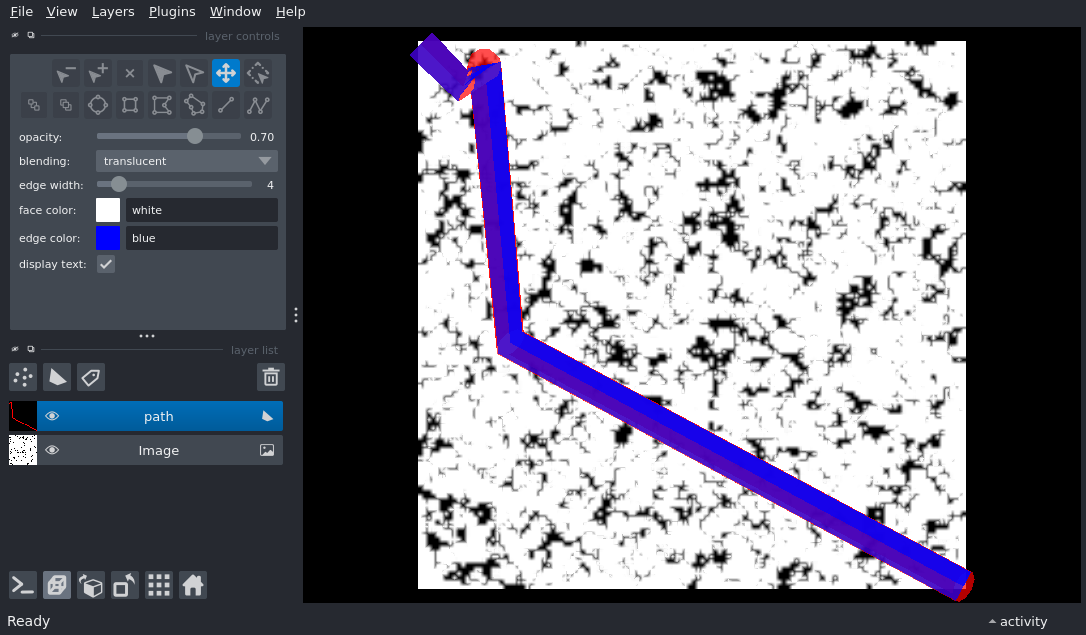 File View Layers Plugins Window Help
layer controls
opacity: 0.70
blending: translucent
edge width: 4
face color: white
edge color: blue
display text:
layer list
path
Image
Ready activity